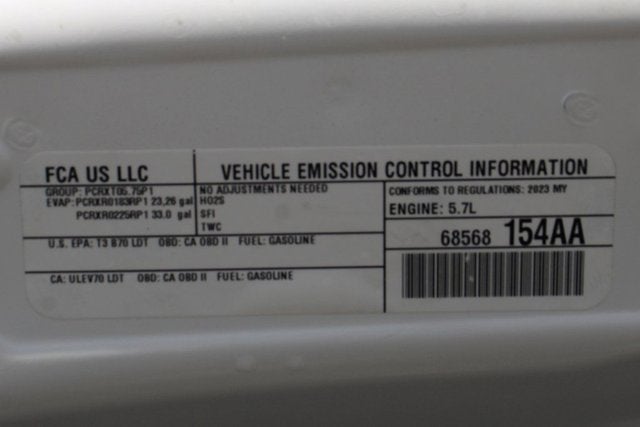 FCA US LLC
VEHICLE EMISSION CONTROL INFORMATION
GROUP: PCRXT05.75P1
EVAP: PCRXR0183RP1 23,26 gal
PCRXR0225RP1 33.0 gal
NO ADJUSTMENTS NEEDED
HO2S
SFI
TWC
CONFORMS TO REGULATIONS: 2023 MY
ENGINE: 5.7L
U.S. EPA: T3 B70 LDT OBD: CA OBD II FUEL: GASOLINE
CA: ULEV70 LDT OBD: CA OBD II FUEL: GASOLINE
68568 154AA